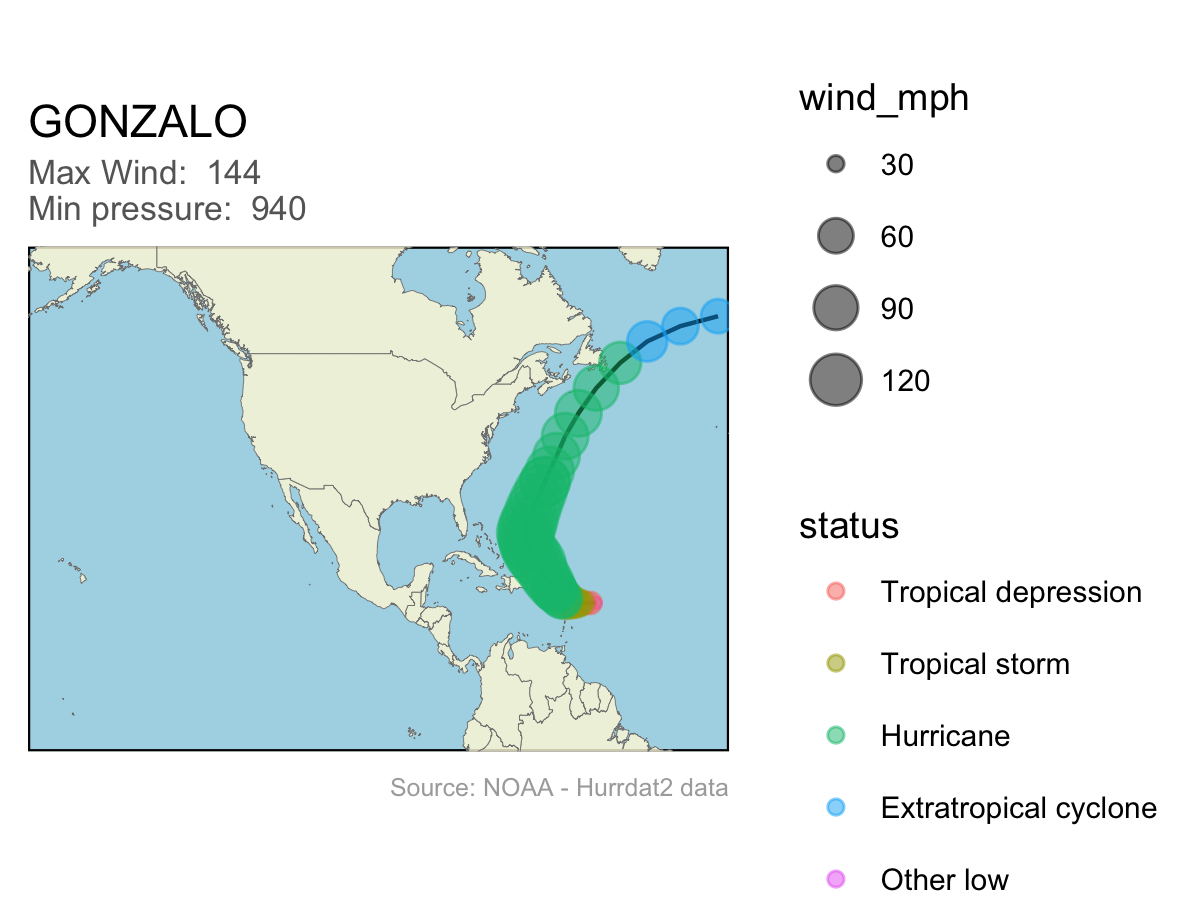 GONZALO
Max Wind:  144
Min pressure:  940
Source: NOAA - Hurrdat2 data
wind_mph
30
60
90
120
status
Tropical depression
Tropical storm
Hurricane
Extratropical cyclone
Other low